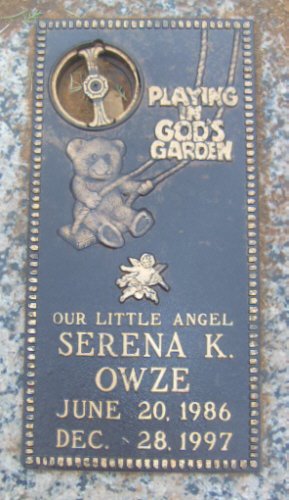 PLAYING
IN
GOD'S
GARDEN
OUR LITTLE ANGEL
SERENA K.
OWZE
JUNE 20, 1986
DEC. 28, 1997